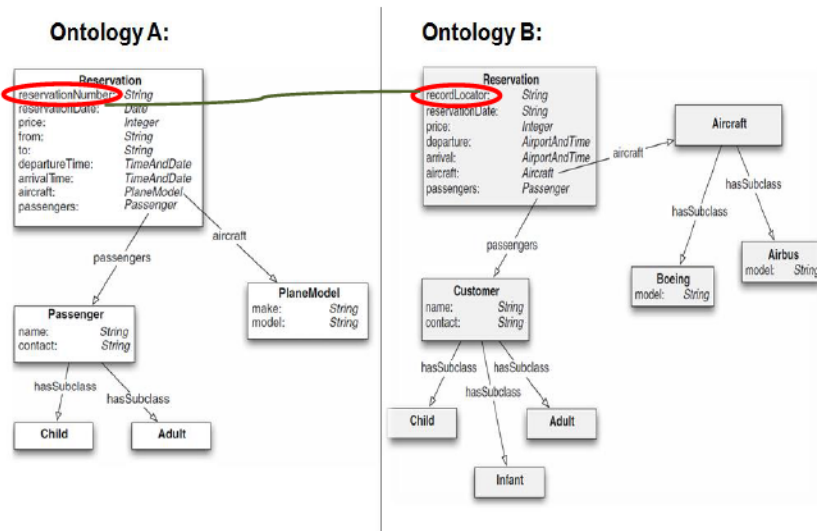 Ontology A:
Reservation
reservationNumber: String
reservationDate: Date
price: Integer
from: String
to: String
departureTime: TimeAndDate
arrivalTime: TimeAndDate
aircraft: PlaneModel
passengers: Passenger
aircraft
passengers
PlaneModel
make: String
model: String
Passenger
name: String
contact: String
hasSubclass
hasSubclass
Child
Adult
Ontology B:
Reservation
recordLocator: String
reservationDate: String
price: Integer
departure: AirportAndTime
arrival: AirportAndTime
aircraft: Aircraft
passengers: Passenger
aircraft
Aircraft
hasSubclass
hasSubclass
Boeing
model: String
Airbus
model: String
passengers
Customer
name: String
contact: String
hasSubclass
hasSubclass
hasSubclass
Child
Adult
Infant